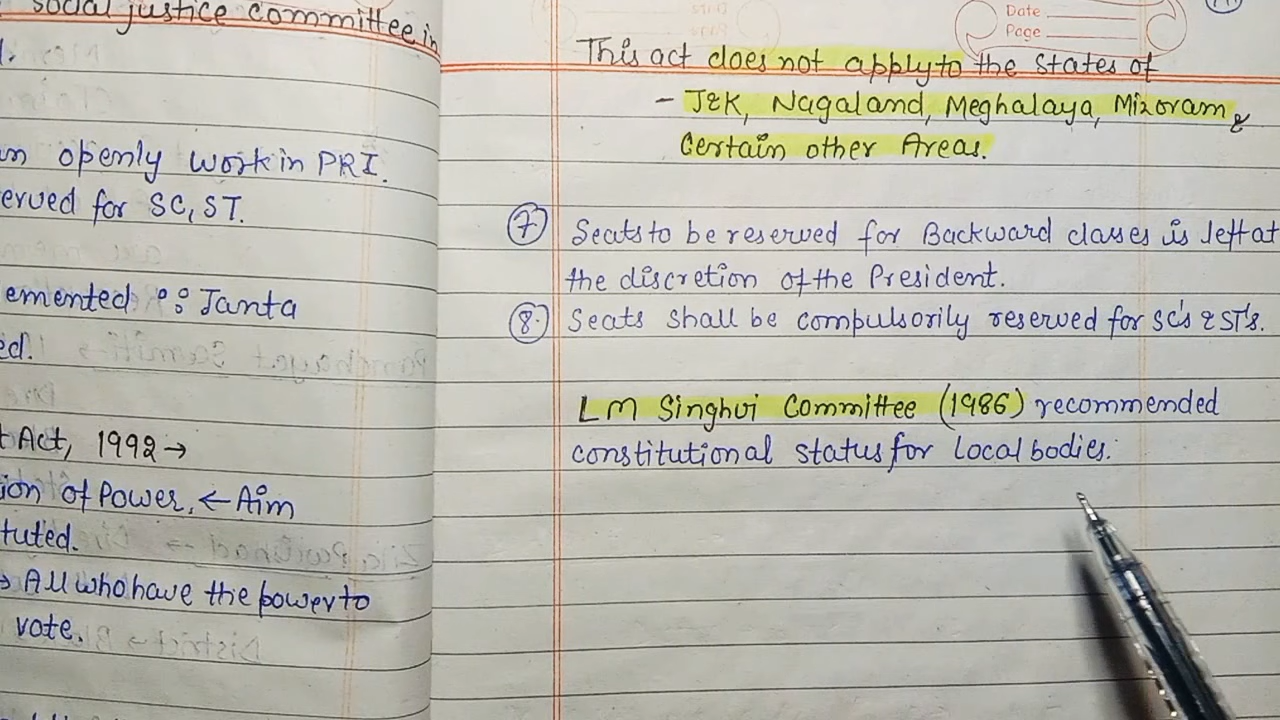 social justice committee in
openly work in PRI.
for SC, ST.
emented : Janta
ed.
Act, 1992 →
ion of Power. ← Aim
tuted.
→ All who have the power to
vote.
Date
Page
This act does not apply to the states of
- J&K, Nagaland, Meghalaya, Mizoram &
Certain other Areas.
7 Seats to be reserved for Backward classes is left at
the discretion of the President.
8. Seats shall be compulsorily reserved for SC's & ST's.
LM Singhvi Committee (1986) recommended
constitutional status for local bodies.